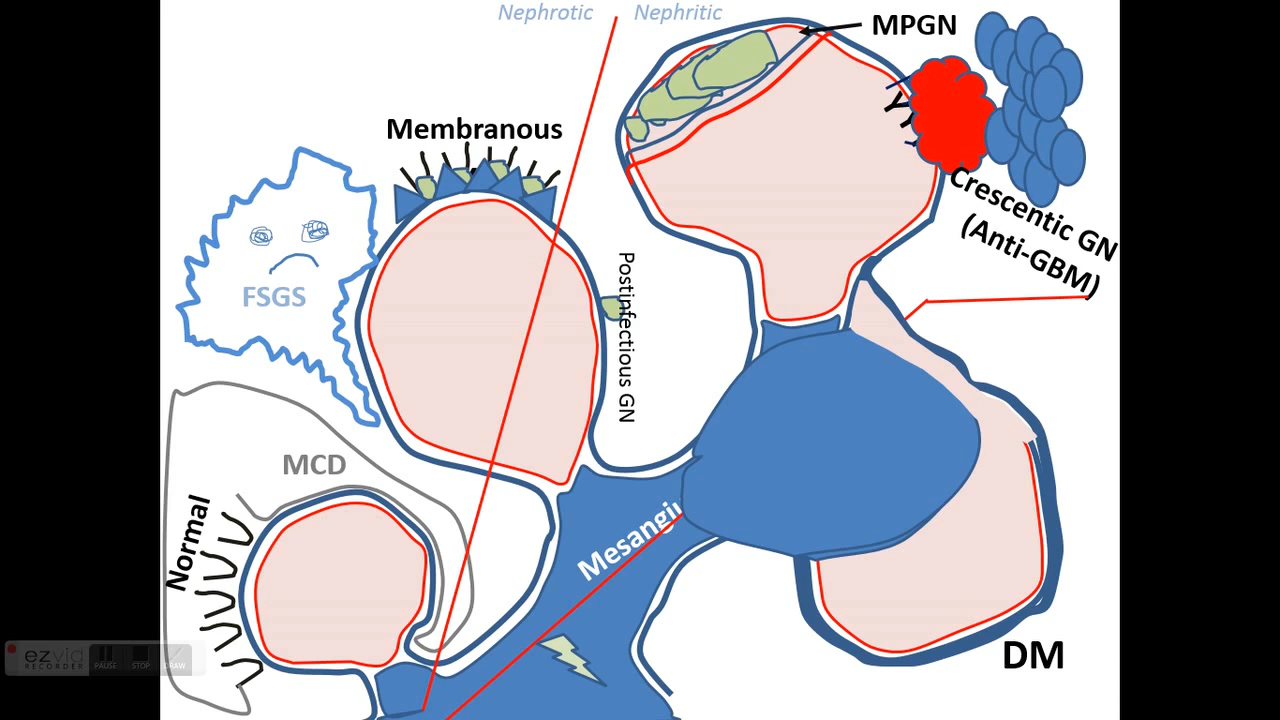 Nephrotic
Nephritic
MPGN
Membranous
Crescentic GN
(Anti-GBM)
FSGS
Postinfectious GN
MCD
Normal
Mesangiu
DM
ezvid
RECORDER
PAUSE
STOP
DRAW